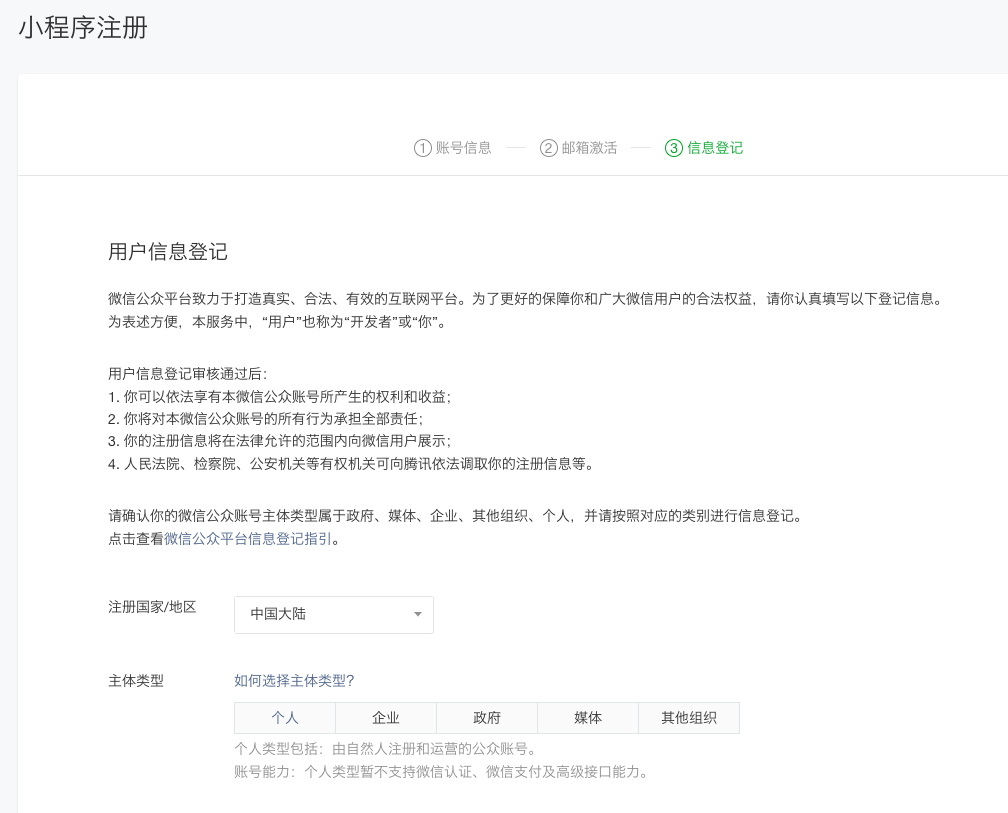 小程序注册
① 账号信息 — ② 邮箱激活 — ③ 信息登记
用户信息登记
微信公众平台致力于打造真实、合法、有效的互联网平台。为了更好的保障你和广大微信用户的合法权益，请你认真填写以下登记信息。
为表述方便，本服务中，“用户”也称为“开发者”或“你”。
用户信息登记审核通过后：
1. 你可以依法享有本微信公众账号所产生的权利和收益；
2. 你将对本微信公众账号的所有行为承担全部责任；
3. 你的注册信息将在法律允许的范围内向微信用户展示；
4. 人民法院、检察院、公安机关等有权机关可向腾讯依法调取你的注册信息等。
请确认你的微信公众账号主体类型属于政府、媒体、企业、其他组织、个人，并请按照对应的类别进行信息登记。
点击查看微信公众平台信息登记指引。
注册国家/地区 中国大陆
主体类型 如何选择主体类型?
个人 企业 政府 媒体 其他组织
个人类型包括：由自然人注册和运营的公众账号。
账号能力：个人类型暂不支持微信认证、微信支付及高级接口能力。